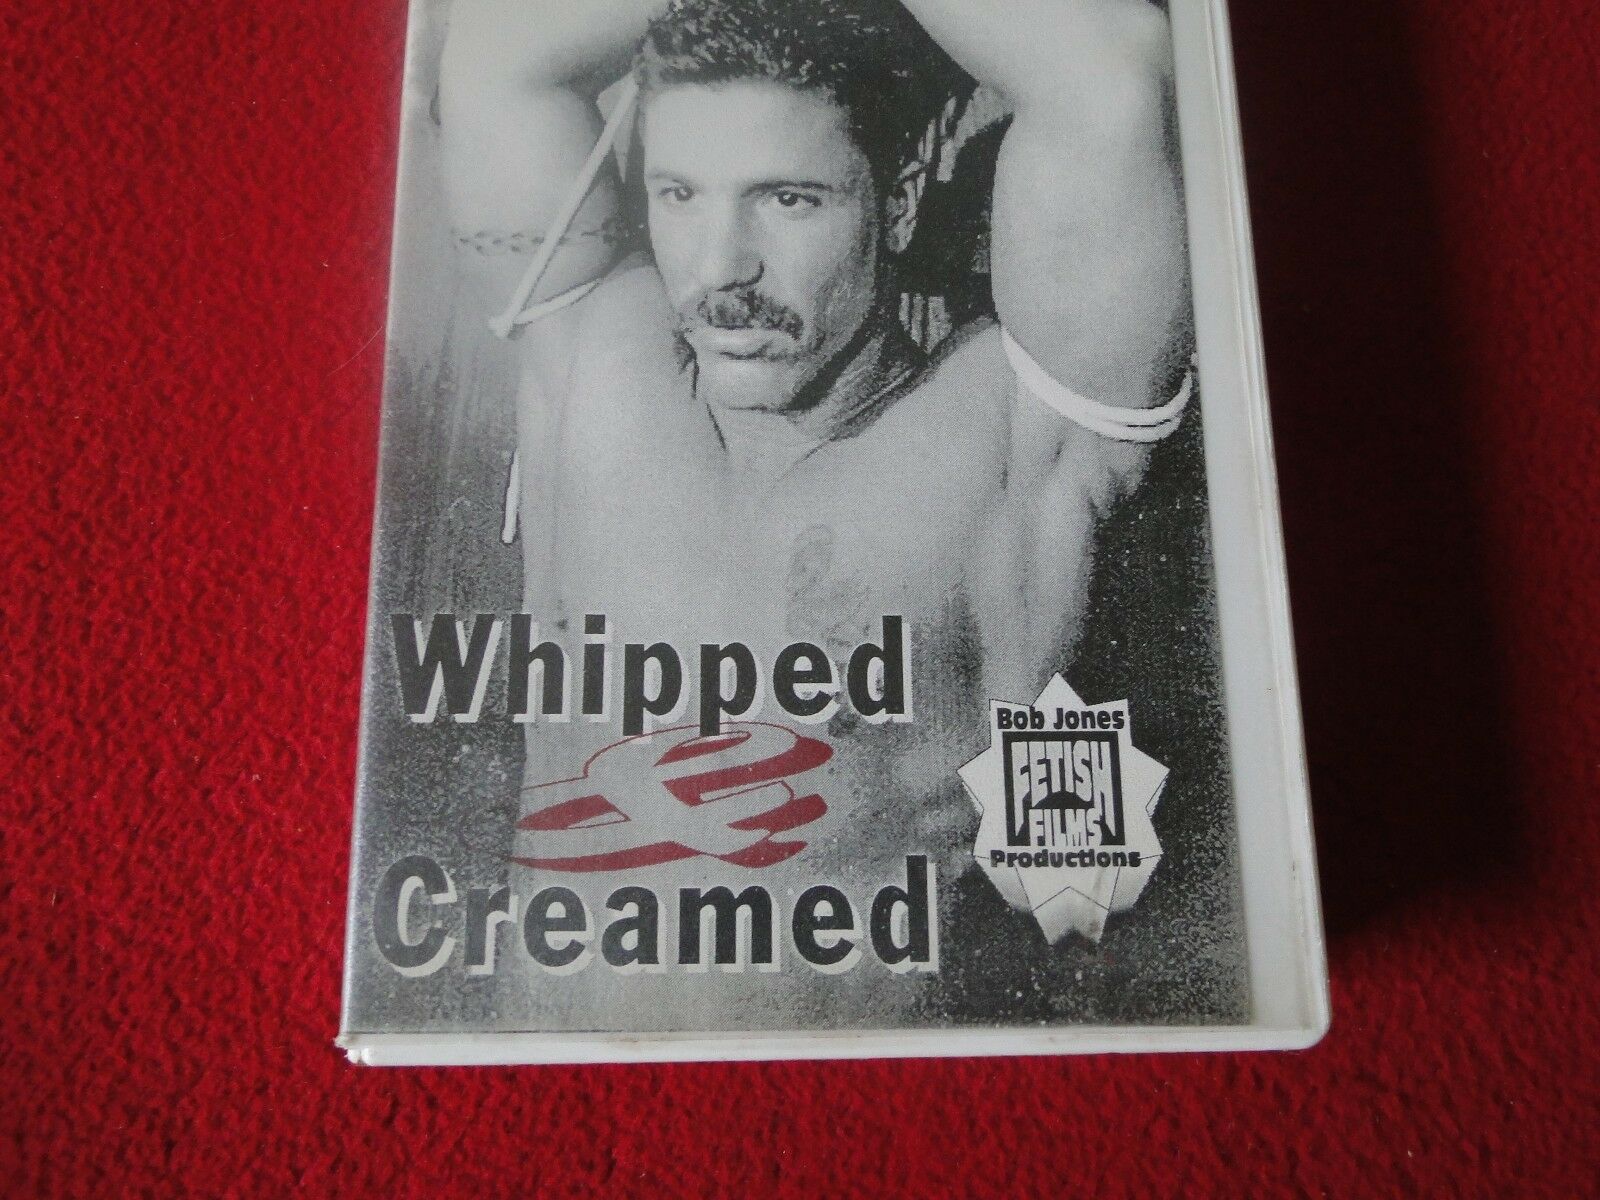 Whipped
&
Creamed
Bob Jones
FETISH
FILMS
Productions